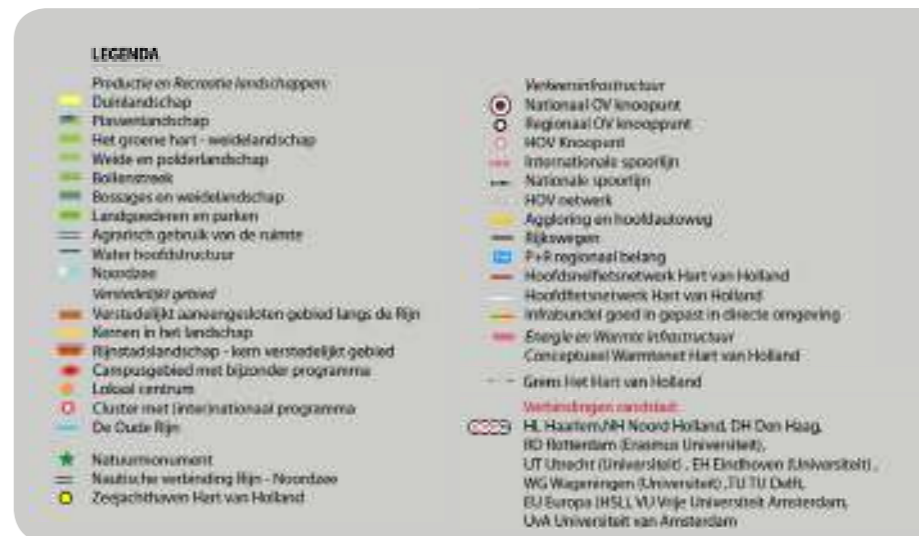 LEGENDA
Productie en Recreatie landschappen
Duinlandschap
Plassenlandschap
Het groene hart - weidelandschap
Weide en polderlandschap
Bollenstreek
Bossages en weidelandschap
Landgoederen en parken
Agrarisch gebruik van de ruimte
Water hoofdstructuur
Noordzee
Verstedelijkt gebied
Verstedelijkt aaneengesloten gebied langs de Rijn
Kernen in het landschap
Rijnstadslandschap - kern verstedelijkt gebied
Campusgebied met bijzonder programma
Lokaal centrum
Cluster met (inter)nationaal programma
De Oude Rijn
Natuurmonument
Nautische verbinding Rijn - Noordzee
Zeejachthaven Hart van Holland
Verkeersinfrastructuur
Nationaal OV knoopunt
Regionaal OV knooppunt
HOV Knoopunt
Internationale spoorlijn
Nationale spoorlijn
HOV netwerk
Aggloring en hoofdautoweg
Rijkswegen
P+R regionaal belang
Hoofdsnelfietsnetwerk Hart van Holland
Hoofdfietsnetwerk Hart van Holland
Infrabundel goed in gepast in directe omgeving
Energie en Warmte infrastructuur
Conceptueel Warmtenet Hart van Holland
Grens Het Hart van Holland
Verbindingen randstad:
HL Haarlem,NH Noord Holland, DH Den Haag,
RD Rotterdam (Erasmus Universiteit),
UT Utrecht (Universiteit) , EH Eindhoven (Universiteit) ,
WG Wageningen (Universiteit) ,TU TU Delft,
EU Europa (HSL), VU Vrije Universiteit Amsterdam,
UvA Universiteit van Amsterdam